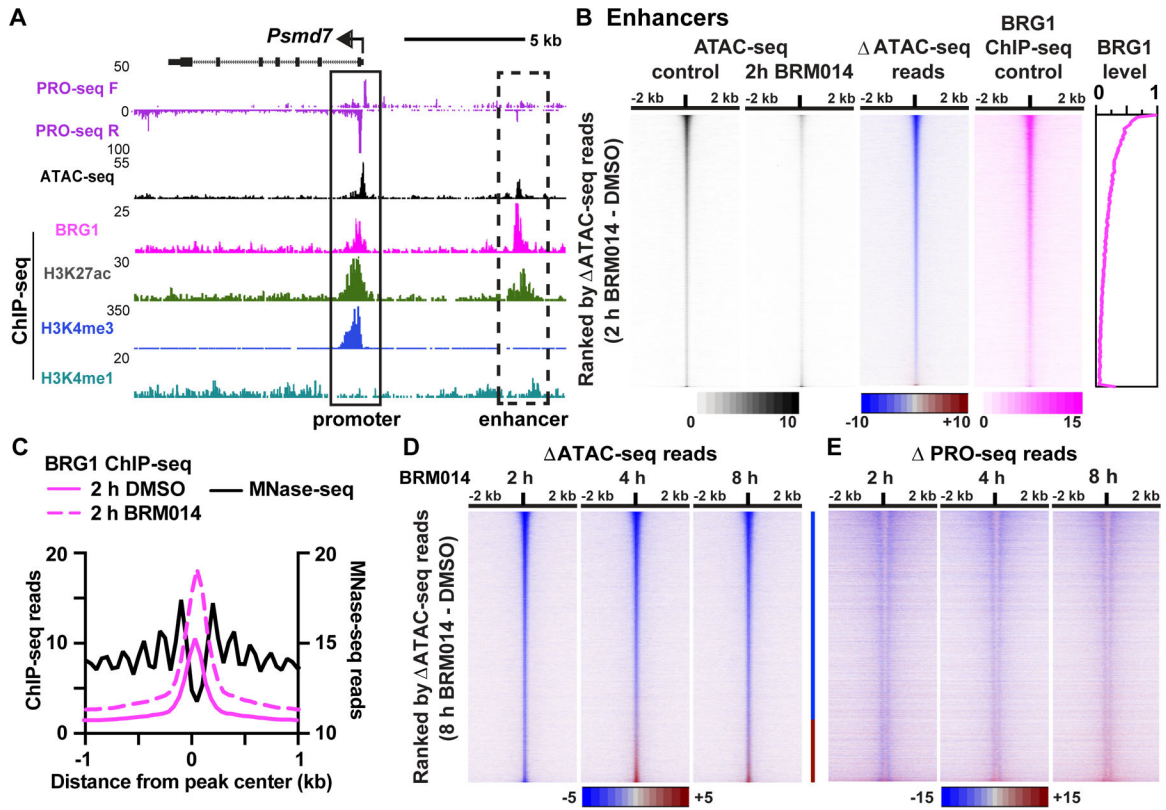 A
Psmd7
5 kb
50
PRO-seq F
0
PRO-seq R
100
55
ATAC-seq
25
BRG1
30
H3K27ac
350
H3K4me3
20
H3K4me1
ChIP-seq
promoter
enhancer
B Enhancers
ATAC-seq
control
2h BRM014
Δ ATAC-seq
reads
BRG1
ChIP-seq
control
BRG1
level
-2 kb 2 kb
-2 kb 2 kb
-2 kb 2 kb
-2 kb 2 kb
0 1
Ranked by ΔATAC-seq reads
(2 h BRM014 - DMSO)
0 10
-10 +10
0 15
C
BRG1 ChIP-seq
2 h DMSO
MNase-seq
2 h BRM014
20
10
0
ChIP-seq reads
20
15
10
MNase-seq reads
-1 0 1
Distance from peak center (kb)
D
ΔATAC-seq reads
BRM014 2 h 4 h 8 h
-2 kb 2 kb
-2 kb 2 kb
-2 kb 2 kb
Ranked by ΔATAC-seq reads
(8 h BRM014 - DMSO)
-5 +5
E
Δ PRO-seq reads
2 h 4 h 8 h
-2 kb 2 kb
-2 kb 2 kb
-2 kb 2 kb
-15 +15